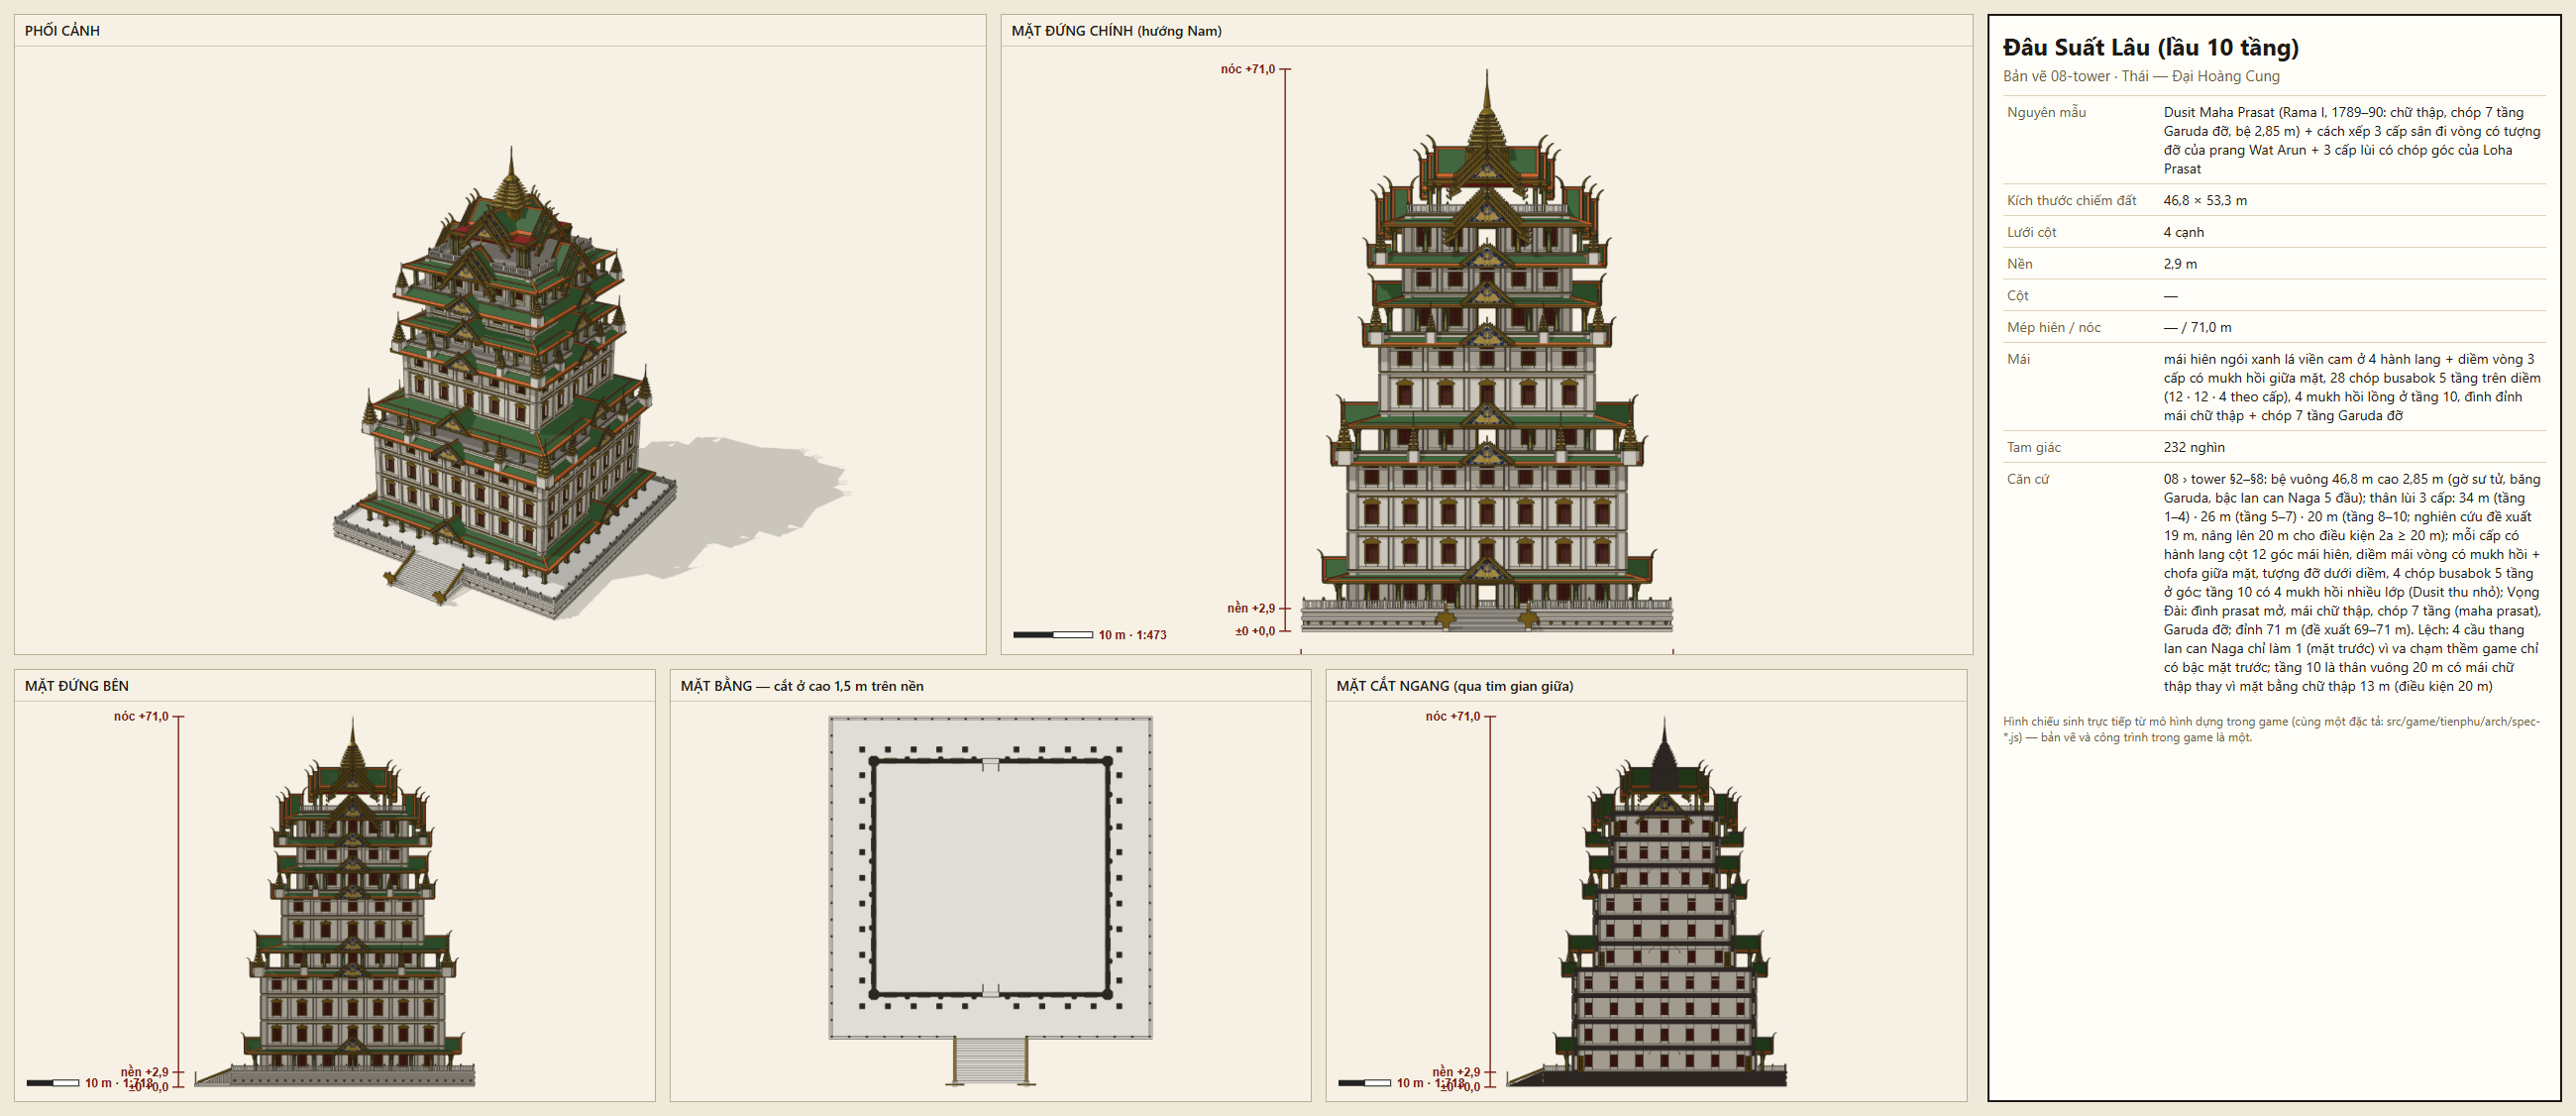 PHỐI CẢNH
MẶT ĐỨNG CHÍNH (hướng Nam)
nóc +71,0
nền +2,9
±0 +0,0
10 m · 1:473
MẶT ĐỨNG BÊN
nóc +71,0
nền +2,9
±0 +0,0
10 m · 1:718
MẶT BẰNG — cắt ở cao 1,5 m trên nền
MẶT CẮT NGANG (qua tim gian giữa)
nóc +71,0
nền +2,9
±0 +0,0
10 m · 1:718
Đâu Suất Lâu (lầu 10 tầng)
Bản vẽ 08-tower · Thái — Đại Hoàng Cung
Nguyên mẫu
Dusit Maha Prasat (Rama I, 1789–90: chữ thập, chóp 7 tầng
Garuda đỡ, bệ 2,85 m) + cách xếp 3 cấp sân đi vòng có tượng
đỡ của prang Wat Arun + 3 cấp lùi có chóp góc của Loha
Prasat
Kích thước chiếm đất
46,8 × 53,3 m
Lưới cột
4 cạnh
Nền
2,9 m
Cột
—
Mép hiên / nóc
— / 71,0 m
Mái
mái hiên ngói xanh lá viền cam ở 4 hành lang + diềm vòng 3
cấp có mukh hồi giữa mặt, 28 chóp busabok 5 tầng trên diềm
(12 · 12 · 4 theo cấp), 4 mukh hồi lồng ở tầng 10, đình đỉnh
mái chữ thập + chóp 7 tầng Garuda đỡ
Tam giác
232 nghìn
Căn cứ
08 › tower §2–§8: bệ vuông 46,8 m cao 2,85 m (gờ sư tử, băng
Garuda, bậc lan can Naga 5 đầu); thân lùi 3 cấp: 34 m (tầng
1–4) · 26 m (tầng 5–7) · 20 m (tầng 8–10; nghiên cứu đề xuất
19 m, nâng lên 20 m cho điều kiện 2a ≥ 20 m); mỗi cấp có
hành lang cột 12 góc mái hiên, diềm mái vòng có mukh hồi +
chofa giữa mặt, tượng đỡ dưới diềm, 4 chóp busabok 5 tầng
ở góc; tầng 10 có 4 mukh hồi nhiều lớp (Dusit thu nhỏ); Vọng
Đài: đình prasat mở, mái chữ thập, chóp 7 tầng (maha prasat),
Garuda đỡ; đỉnh 71 m (đề xuất 69–71 m). Lệch: 4 cầu thang
lan can Naga chỉ làm 1 (mặt trước) vì va chạm thềm game chỉ
có bậc mặt trước; tầng 10 là thân vuông 20 m có mái chữ
thập thay vì mặt bằng chữ thập 13 m (điều kiện 20 m)
Hình chiếu sinh trực tiếp từ mô hình dựng trong game (cùng một đặc tả: src/game/tienphu/arch/spec-
*.js) — bản vẽ và công trình trong game là một.